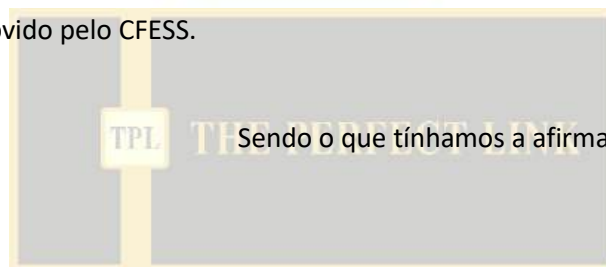 ovido pelo CFESS.
TPL THE PERFECT LINK
Sendo o que tínhamos a afirma